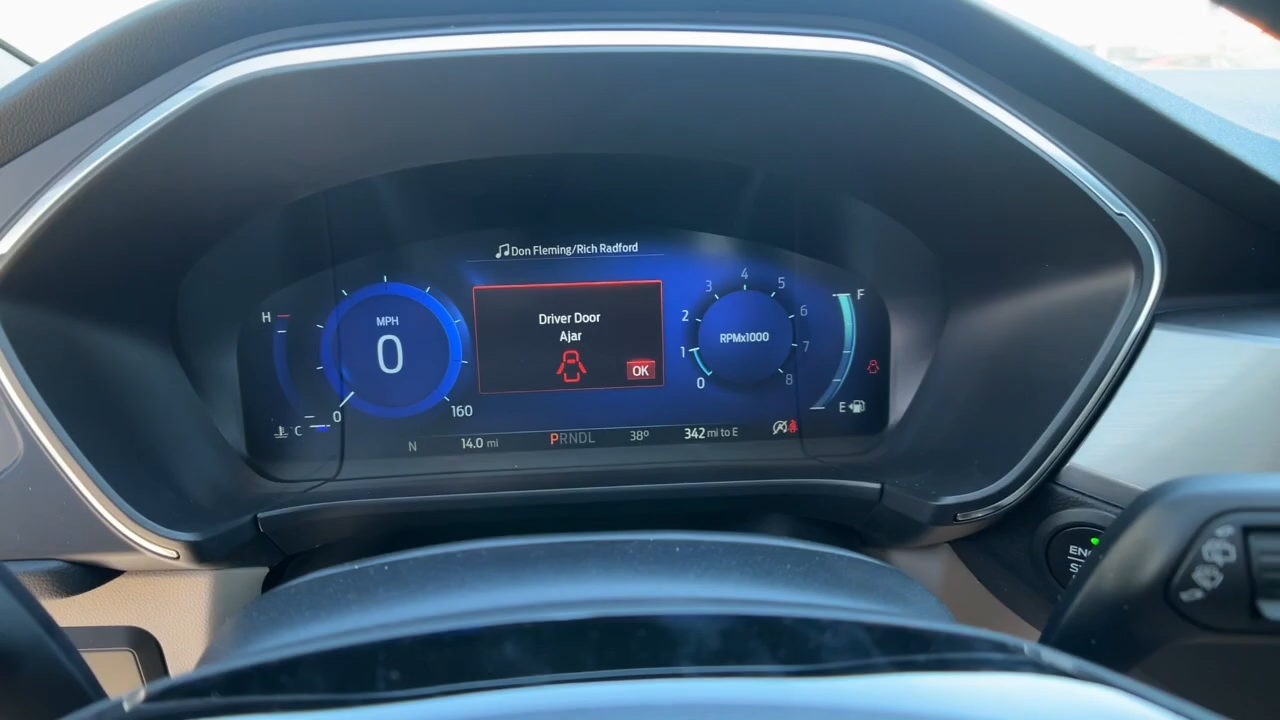 Don Fleming/Rich Radford
H
MPH
0
0
160
C
Driver Door
Ajar
OK
0
1
2
3
4
5
6
7
8
RPMx1000
F
E
N
14.0 mi
PRNDL
38º
342 mi to E
A